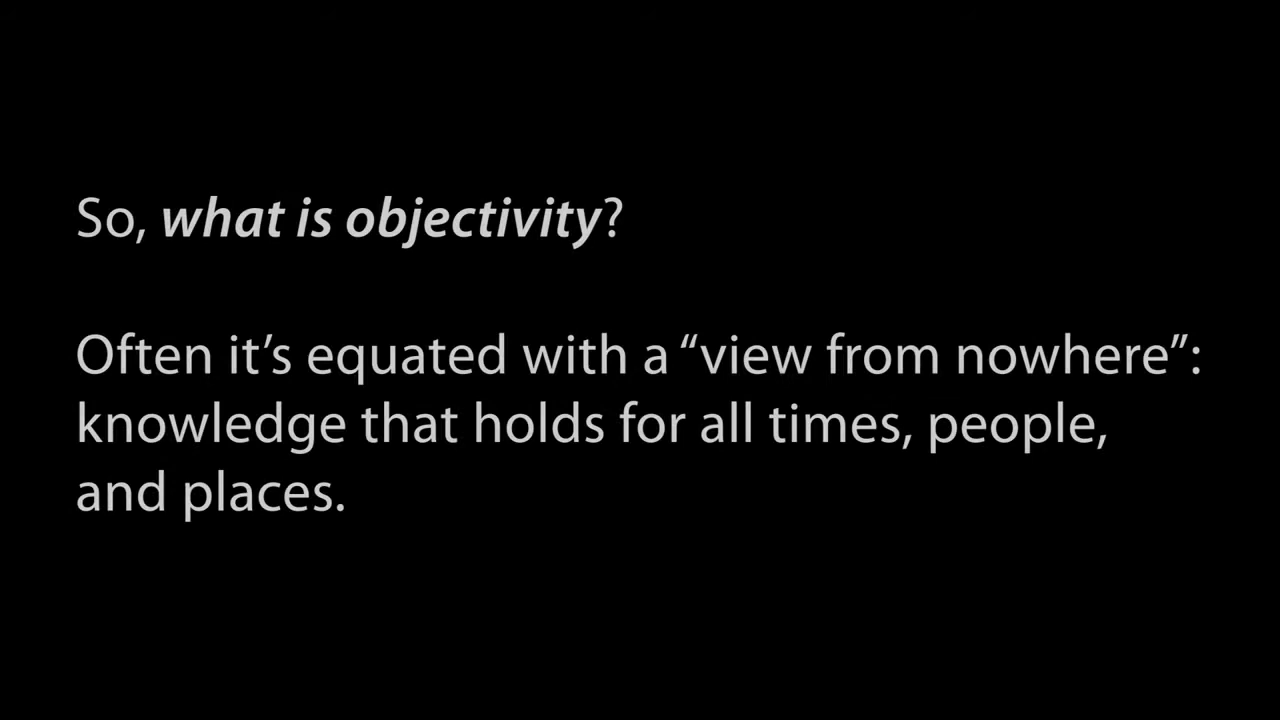 So, what is objectivity?
Often it’s equated with a “view from nowhere”:
knowledge that holds for all times, people,
and places.